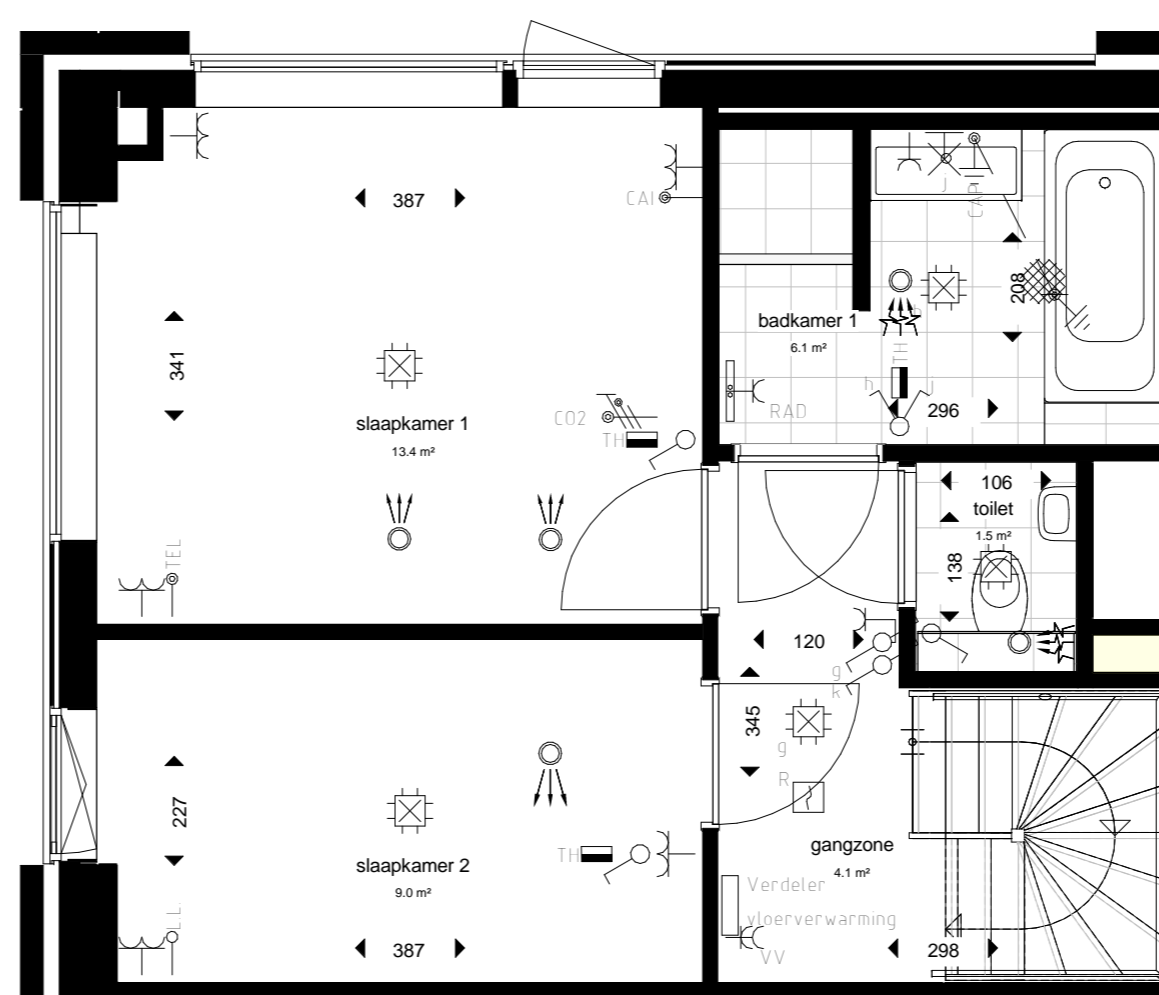 387
CAI
CAPI
j
208
341
badkamer 1
6.1 m²
TH
h
j
RAD
296
slaapkamer 1
13.4 m²
CO2
TH
TEL
106
toilet
1.5 m²
138
120
g
k
345
g
R
227
slaapkamer 2
9.0 m²
TH
gangzone
4.1 m²
Verdeler
vloerverwarming
VV
L.L.
387
298